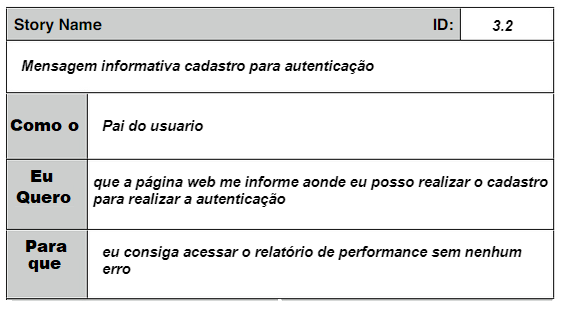 Story Name ID: 3.2
Mensagem informativa cadastro para autenticação
Como o Pai do usuario
Eu Quero que a página web me informe aonde eu posso realizar o cadastro
para realizar a autenticação
Para que eu consiga acessar o relatório de performance sem nenhum
erro